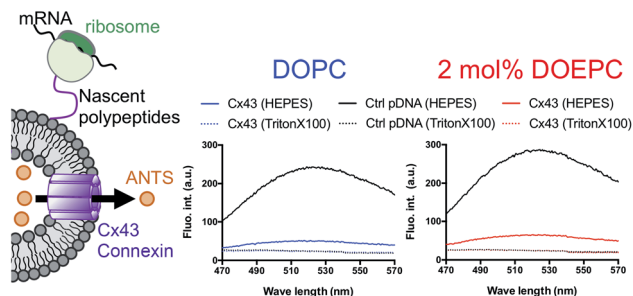 mRNA
ribosome
Nascent
polypeptides
ANTS
Cx43
Connexin
DOPC
2 mol% DOEPC
Cx43 (HEPES)
Ctrl pDNA (HEPES)
Cx43 (HEPES)
Cx43 (TritonX100)
Ctrl pDNA (TritonX100)
Cx43 (TritonX100)
Fluo. int. (a.u.)
300
200
100
0
470
490
510
530
550
570
Wave length (nm)
Fluo. int. (a.u.)
300
200
100
0
470
490
510
530
550
570
Wave length (nm)